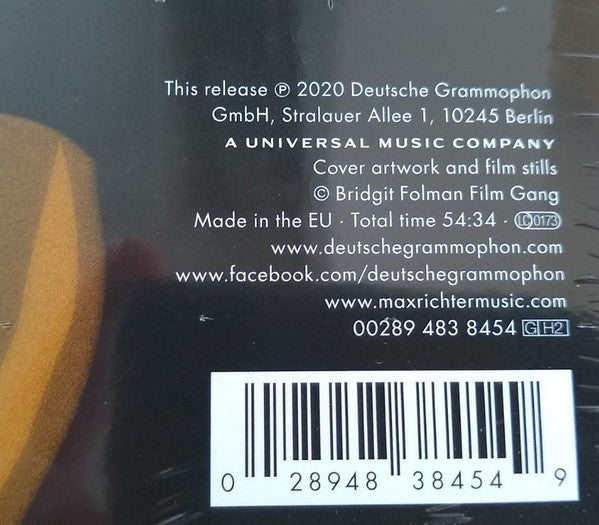 This release ℗ 2020 Deutsche Grammophon
GmbH, Stralauer Allee 1, 10245 Berlin
A UNIVERSAL MUSIC COMPANY
Cover artwork and film stills
© Bridgit Folman Film Gang
Made in the EU · Total time 54:34 · LC 0173
www.deutschegrammophon.com
www.facebook.com/deutschegrammophon
www.maxrichtermusic.com
00289 483 8454 GH2
0 28948 38454 9